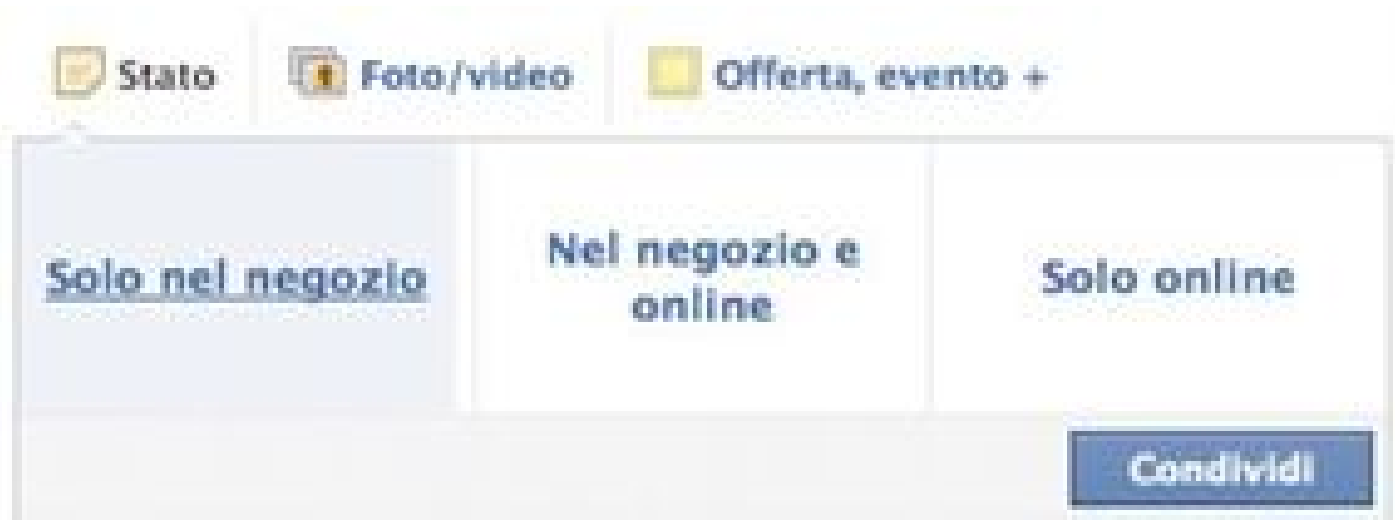 Stato Foto/video Offerta, evento +
Solo nel negozio
Nel negozio e
online
Solo online
Condividi